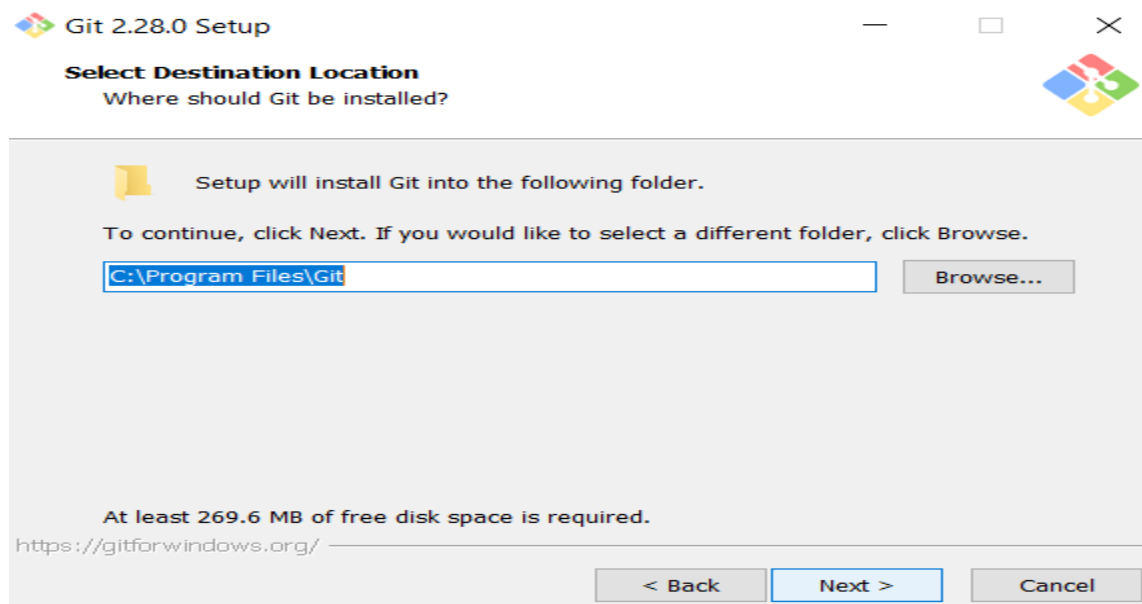 Git 2.28.0 Setup
Select Destination Location
Where should Git be installed?
Setup will install Git into the following folder.
To continue, click Next. If you would like to select a different folder, click Browse.
C:\Program Files\Git
Browse...
At least 269.6 MB of free disk space is required.
https://gitforwindows.org/
< Back Next > Cancel